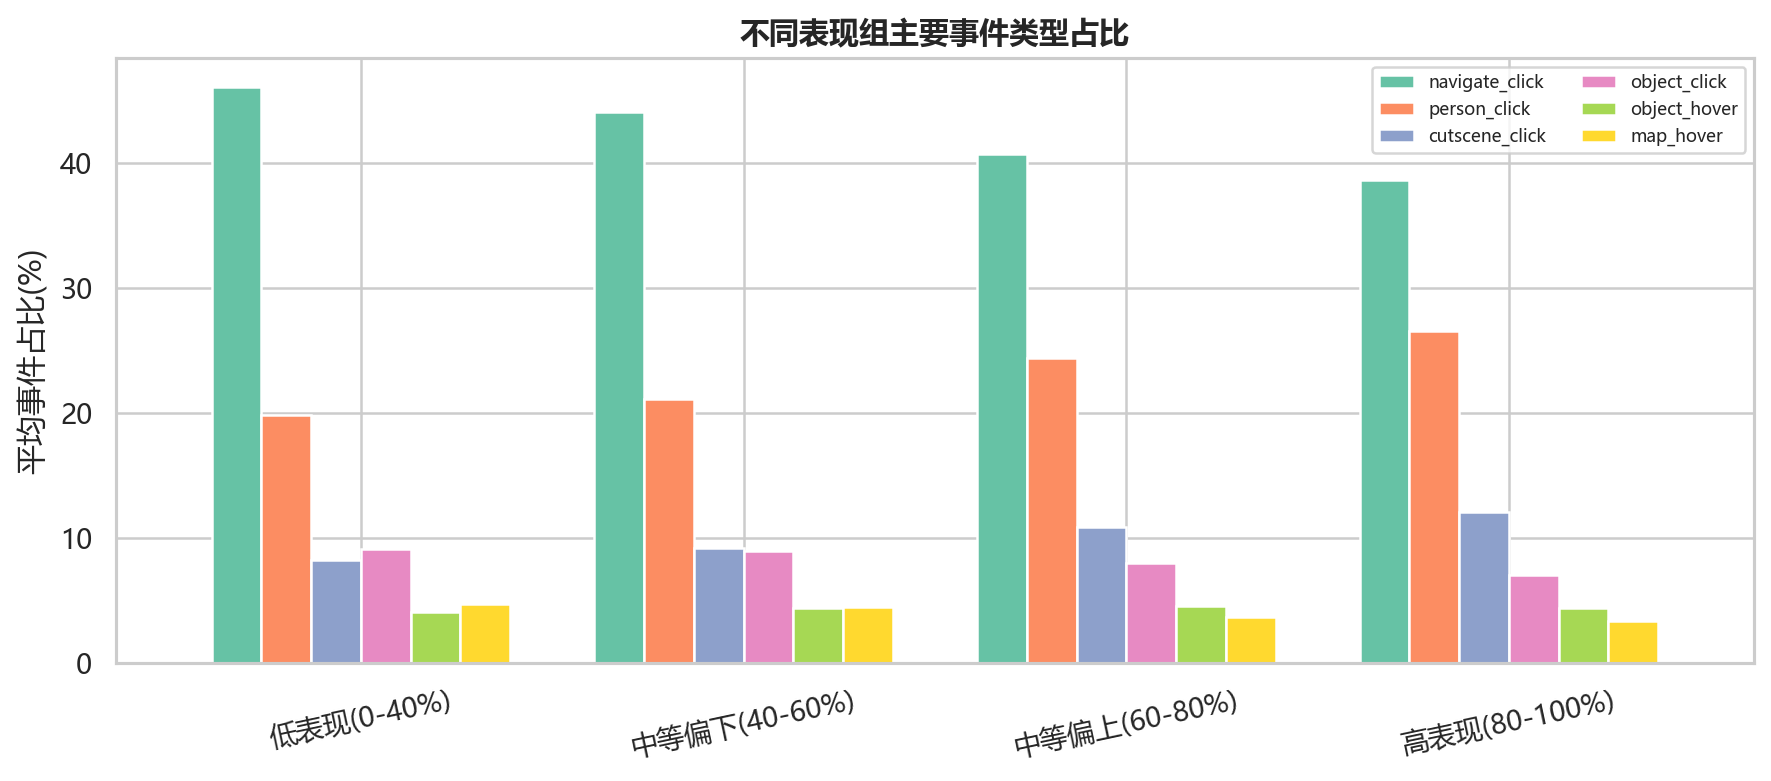 不同表现组主要事件类型占比
navigate_click
person_click
cutscene_click
object_click
object_hover
map_hover
平均事件占比(%)
40
30
20
10
0
低表现(0-40%)
中等偏下(40-60%)
中等偏上(60-80%)
高表现(80-100%)